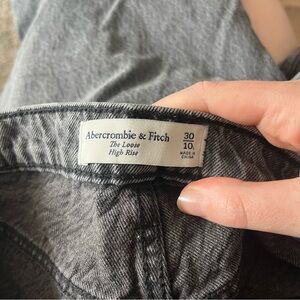 Abercrombie & Fitch
The Loose
High Rise
30
10
MADE IN
CHINA